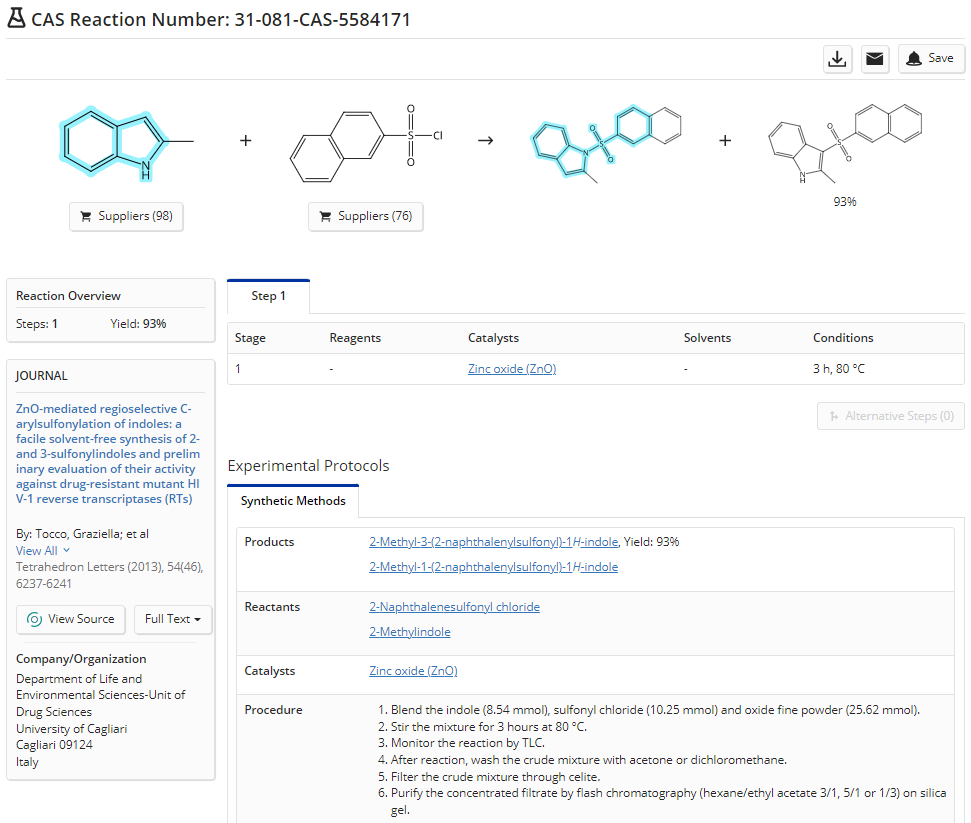 CAS Reaction Number: 31-081-CAS-5584171
Save
N
H
+
O
S
Cl
O
→
O
N
S
O
+
O
S
O
N
H
93%
Suppliers (98)
Suppliers (76)
Reaction Overview
Steps: 1 Yield: 93%
JOURNAL
ZnO-mediated regioselective C-
arylsulfonylation of indoles: a
facile solvent-free synthesis of 2-
and 3-sulfonylindoles and prelim
inary evaluation of their activity
against drug-resistant mutant HI
V-1 reverse transcriptases (RTs)
By: Tocco, Graziella; et al
View All
Tetrahedron Letters (2013), 54(46),
6237-6241
View Source Full Text
Company/Organization
Department of Life and
Environmental Sciences-Unit of
Drug Sciences
University of Cagliari
Cagliari 09124
Italy
Step 1
Stage Reagents Catalysts Solvents Conditions
1 - Zinc oxide (ZnO) - 3 h, 80 °C
Alternative Steps (0)
Experimental Protocols
Synthetic Methods
Products 2-Methyl-3-(2-naphthalenylsulfonyl)-1H-indole, Yield: 93%
2-Methyl-1-(2-naphthalenylsulfonyl)-1H-indole
Reactants 2-Naphthalenesulfonyl chloride
2-Methylindole
Catalysts Zinc oxide (ZnO)
Procedure 1. Blend the indole (8.54 mmol), sulfonyl chloride (10.25 mmol) and oxide fine powder (25.62 mmol).
2. Stir the mixture for 3 hours at 80 °C.
3. Monitor the reaction by TLC.
4. After reaction, wash the crude mixture with acetone or dichloromethane.
5. Filter the crude mixture through celite.
6. Purify the concentrated filtrate by flash chromatography (hexane/ethyl acetate 3/1, 5/1 or 1/3) on silica
gel.